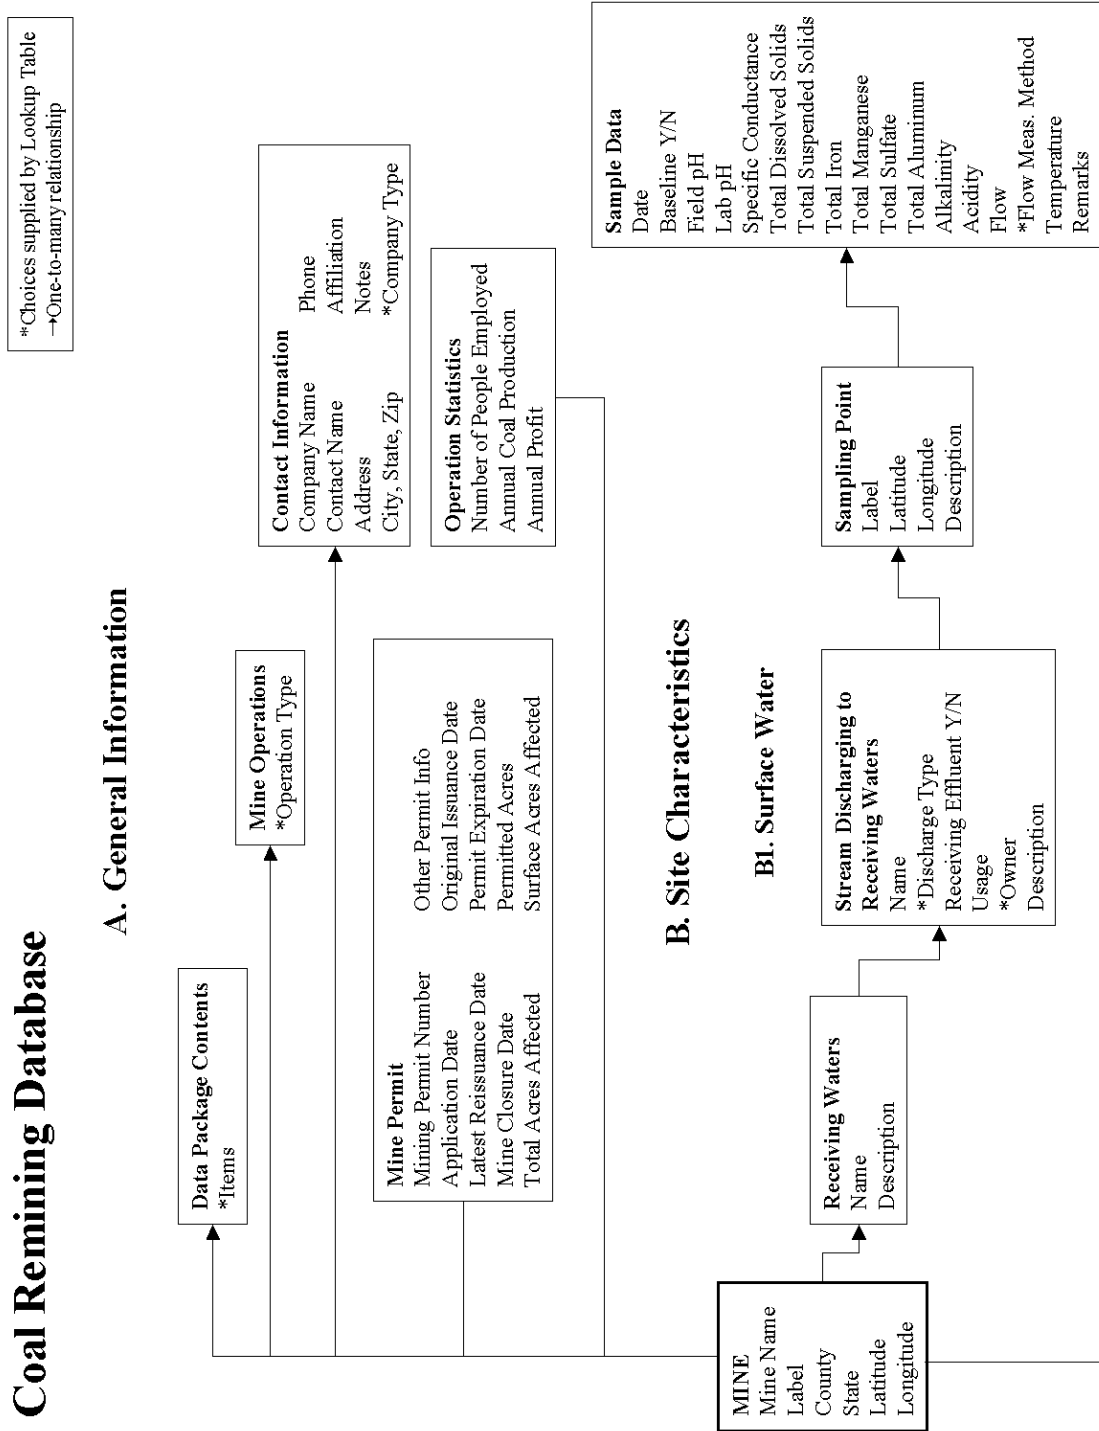 Coal Remining Database
*Choices supplied by Lookup Table
→One-to-many relationship
A. General Information
Data Package Contents
*Items
Mine Operations
*Operation Type
Contact Information
Company Name Phone
Contact Name Affiliation
Address Notes
City, State, Zip *Company Type
Mine Permit
Mining Permit Number Other Permit Info
Application Date Original Issuance Date
Latest Reissuance Date Permit Expiration Date
Mine Closure Date Permitted Acres
Total Acres Affected Surface Acres Affected
Operation Statistics
Number of People Employed
Annual Coal Production
Annual Profit
B. Site Characteristics
B1. Surface Water
MINE
Mine Name
Label
County
State
Latitude
Longitude
Receiving Waters
Name
Description
Stream Discharging to
Receiving Waters
Name
*Discharge Type
Receiving Effluent Y/N
Usage
*Owner
Description
Sampling Point
Label
Latitude
Longitude
Description
Sample Data
Date
Baseline Y/N
Field pH
Lab pH
Specific Conductance
Total Dissolved Solids
Total Suspended Solids
Total Iron
Total Manganese
Total Sulfate
Total Aluminum
Alkalinity
Acidity
Flow
*Flow Meas. Method
Temperature
Remarks